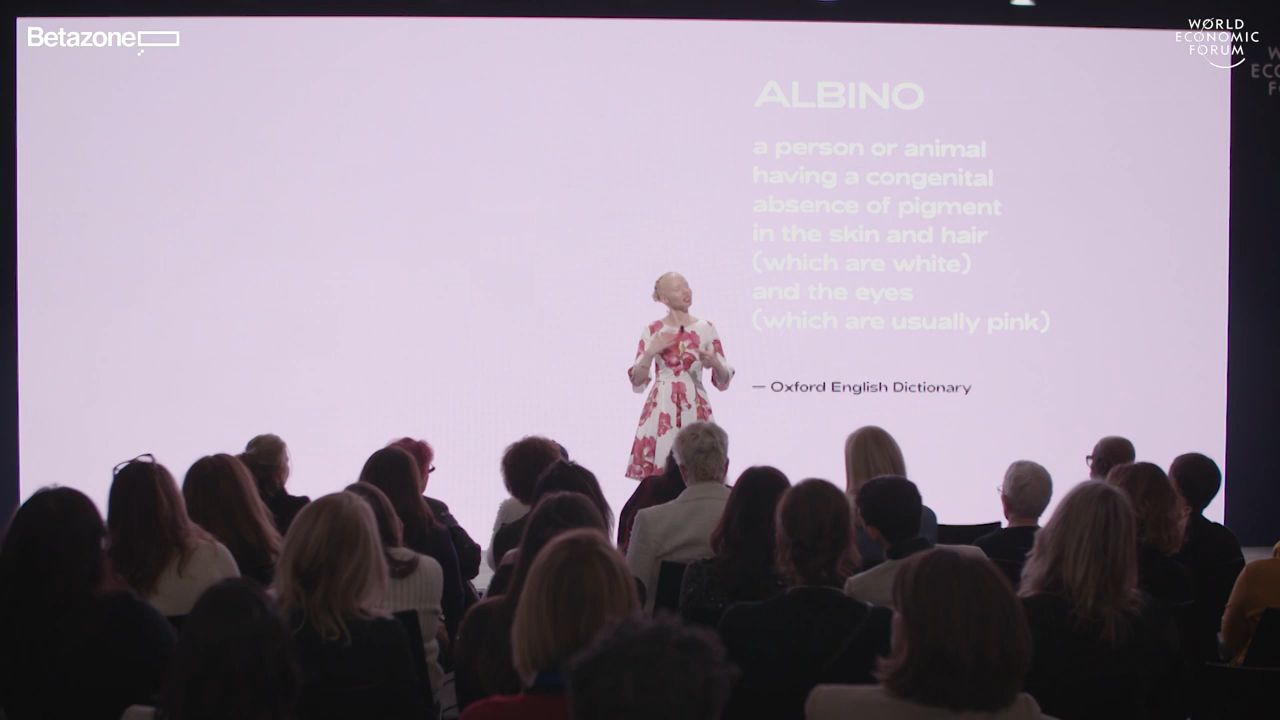 Betazone
WORLD
ECONOMIC
FORUM
ALBINO
a person or animal
having a congenital
absence of pigment
in the skin and hair
(which are white)
and the eyes
(which are usually pink)
— Oxford English Dictionary